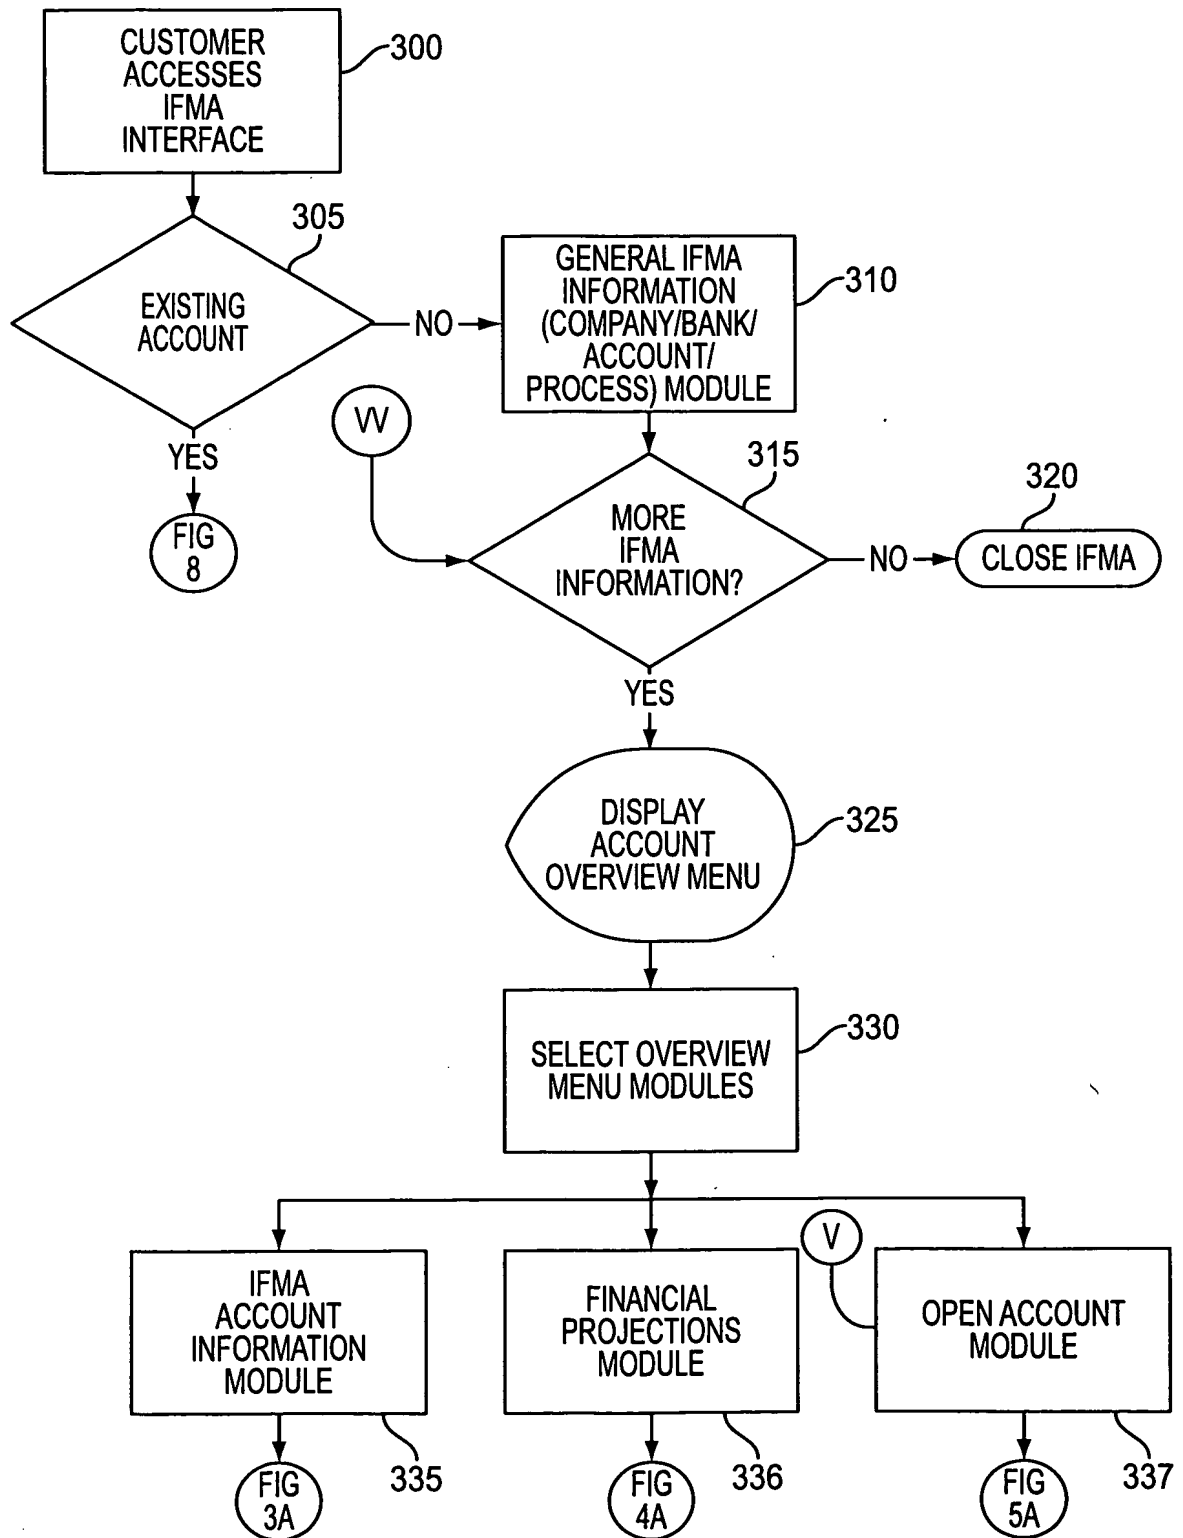 CUSTOMER
ACCESSES
IFMA
INTERFACE
300
305
EXISTING
ACCOUNT
NO
GENERAL IFMA
INFORMATION
(COMPANY/BANK/
ACCOUNT/
PROCESS) MODULE
310
YES
FIG
8
VV
315
MORE
IFMA
INFORMATION?
NO
320
CLOSE IFMA
YES
DISPLAY
ACCOUNT
OVERVIEW MENU
325
SELECT OVERVIEW
MENU MODULES
330
IFMA
ACCOUNT
INFORMATION
MODULE
335
FIG
3A
FINANCIAL
PROJECTIONS
MODULE
336
FIG
4A
V
OPEN ACCOUNT
MODULE
337
FIG
5A